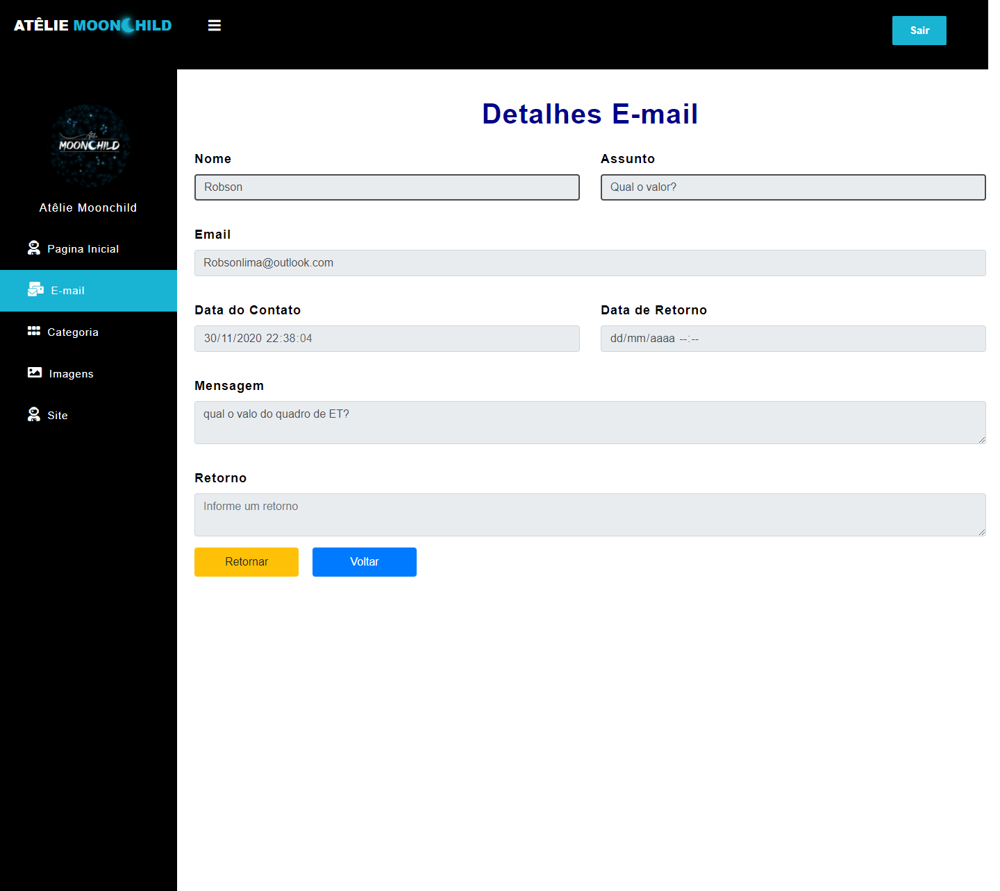 ATÊLIE MOONCHILD
Sair
Atêlie
MOONCHILD
Atêlie Moonchild
Pagina Inicial
E-mail
Categoria
Imagens
Site
Detalhes E-mail
Nome
Assunto
Robson
Qual o valor?
Email
Robsonlima@outlook.com
Data do Contato
Data de Retorno
30/11/2020 22:38:04
dd/mm/aaaa --:--
Mensagem
qual o valo do quadro de ET?
Retorno
Informe um retorno
Retornar
Voltar